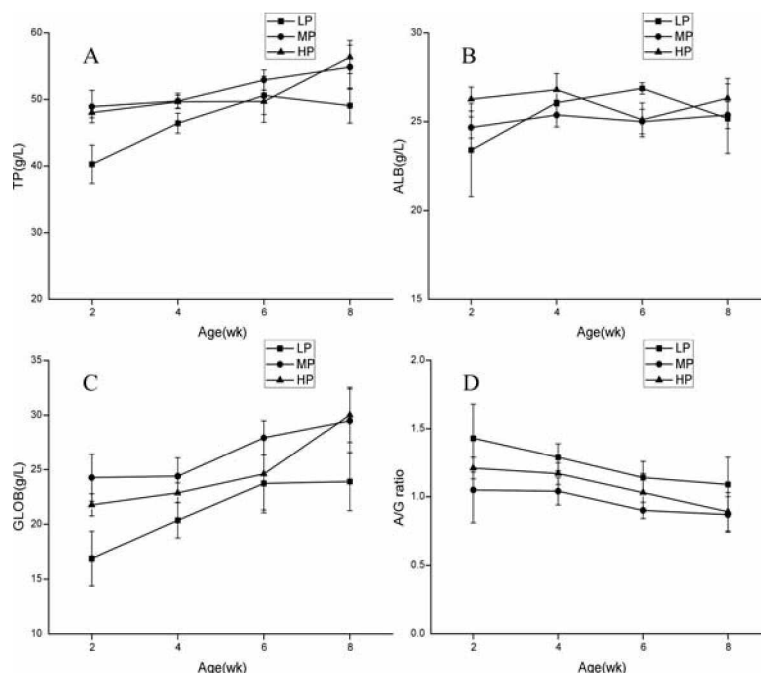 LP
MP
HP
A
60
50
40
30
20
TP(g/L)
2
4
6
8
Age(wk)
LP
MP
HP
B
30
25
20
15
ALB(g/L)
2
4
6
8
Age(wk)
LP
MP
HP
C
35
30
25
20
15
10
GLOB(g/L)
2
4
6
8
Age(wk)
LP
MP
HP
D
2.0
1.5
1.0
0.5
0.0
A/G ratio
2
4
6
8
Age(wk)